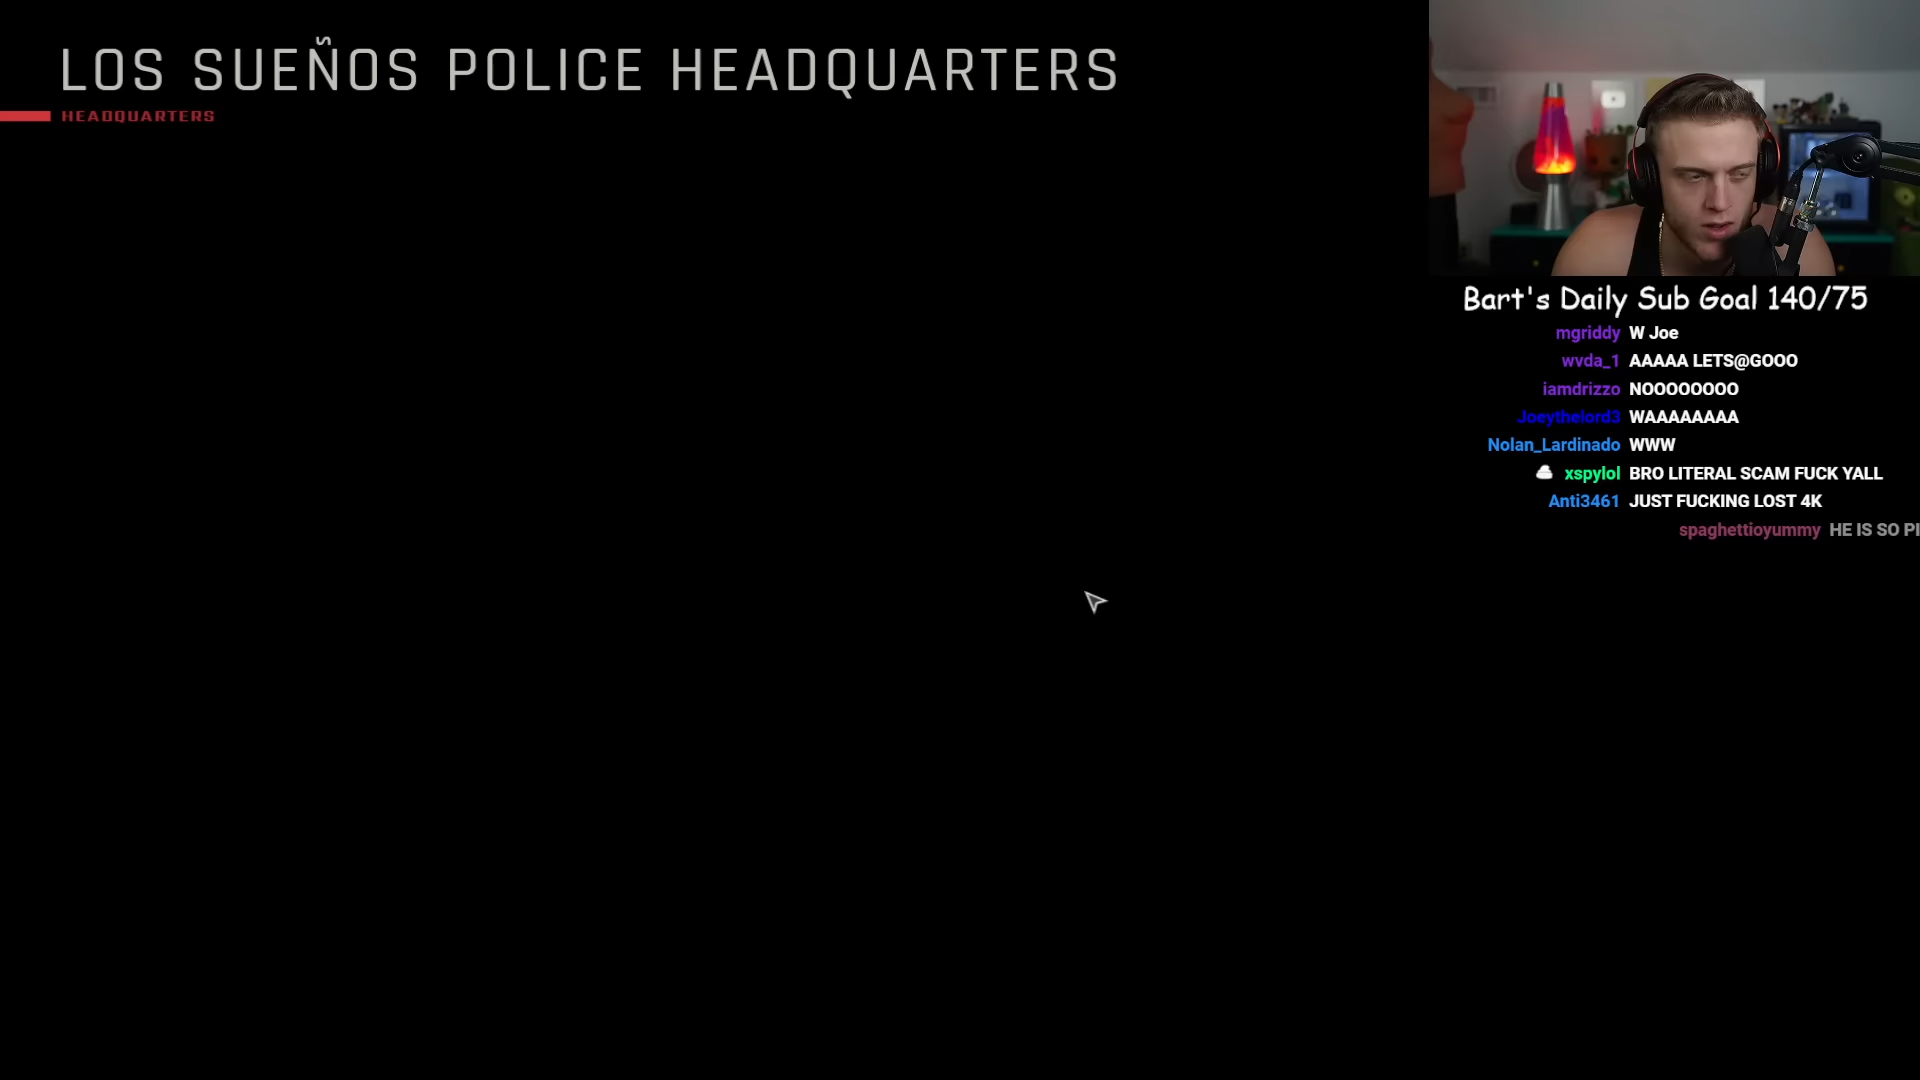 LOS SUEÑOS POLICE HEADQUARTERS
HEADQUARTERS
Bart's Daily Sub Goal 140/75
mgriddy W Joe
wvda_1 AAAAA LETS@GOOO
iamdrizzo NOOOOOOOO
Joeythelord3 WAAAAAAAA
Nolan_Lardinado WWW
xspylol BRO LITERAL SCAM FUCK YALL
Anti3461 JUST FUCKING LOST 4K
spaghettioyummy HE IS SO PI